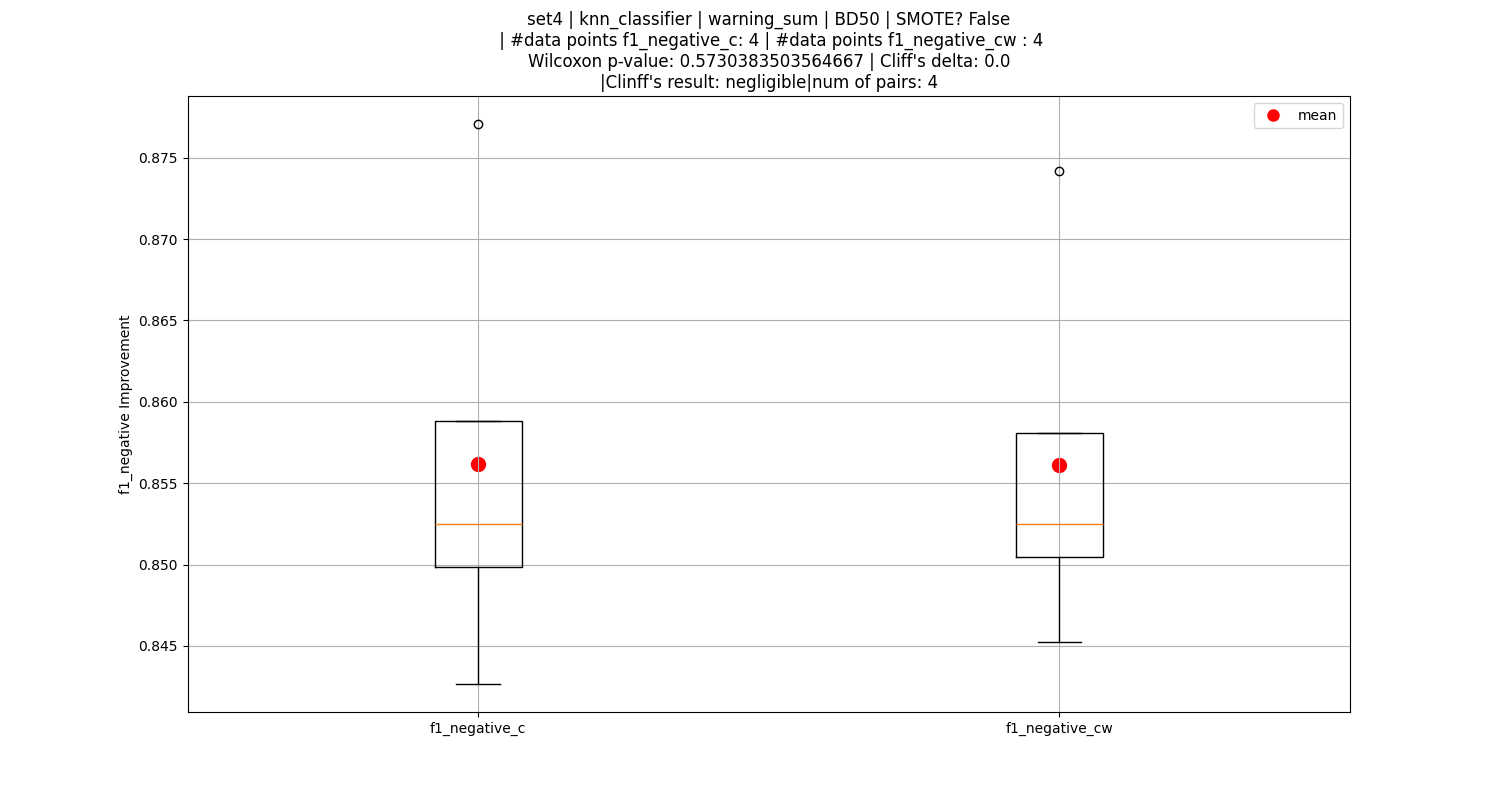 set4 | knn_classifier | warning_sum | BD50 | SMOTE? False
| #data points f1_negative_c: 4 | #data points f1_negative_cw : 4
Wilcoxon p-value: 0.5730383503564667 | Cliff's delta: 0.0
|Clinff's result: negligible|num of pairs: 4
mean
0.875
0.870
0.865
0.860
0.855
0.850
0.845
f1_negative Improvement
f1_negative_c
f1_negative_cw